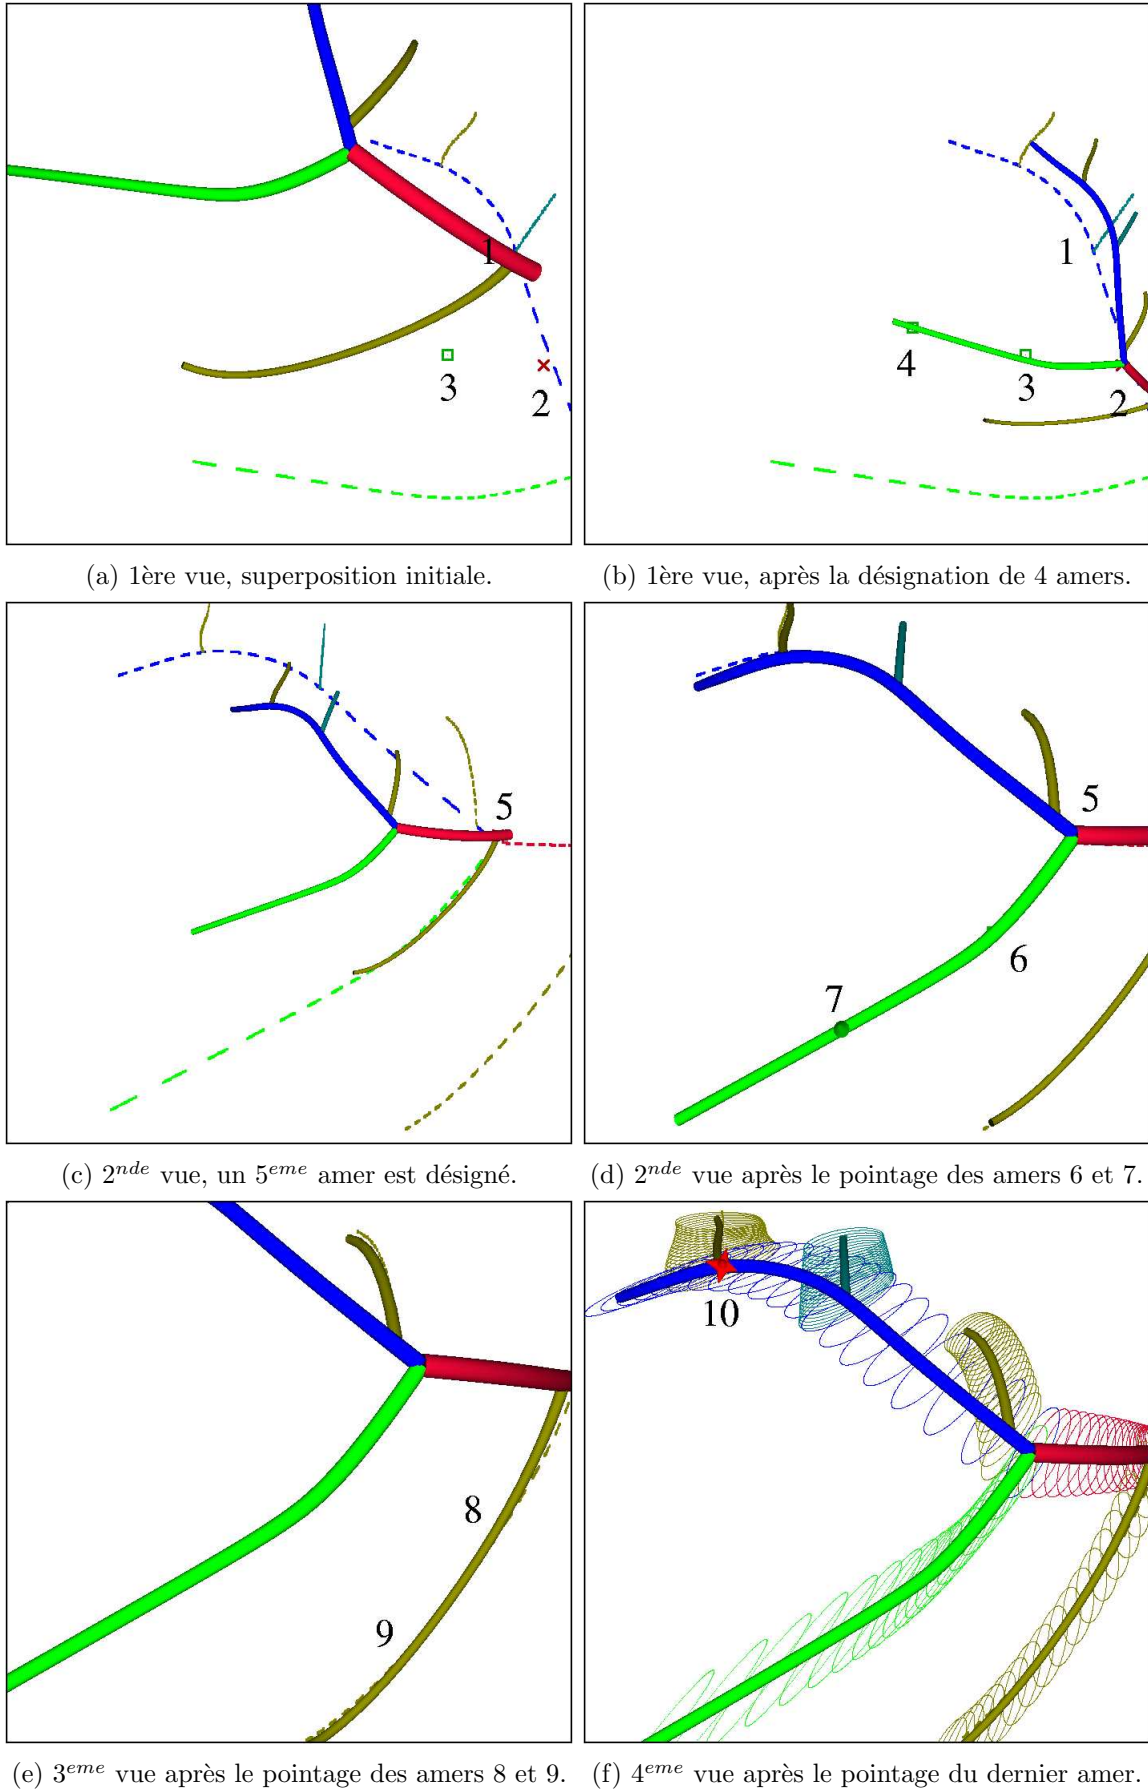 1
3
2
1
4
3
2
(a) 1ère vue, superposition initiale.
(b) 1ère vue, après la désignation de 4 amers.
5
5
6
7
(c) 2nde vue, un 5eme amer est désigné.
(d) 2nde vue après le pointage des amers 6 et 7.
8
9
10
(e) 3eme vue après le pointage des amers 8 et 9.
(f) 4eme vue après le pointage du dernier amer.